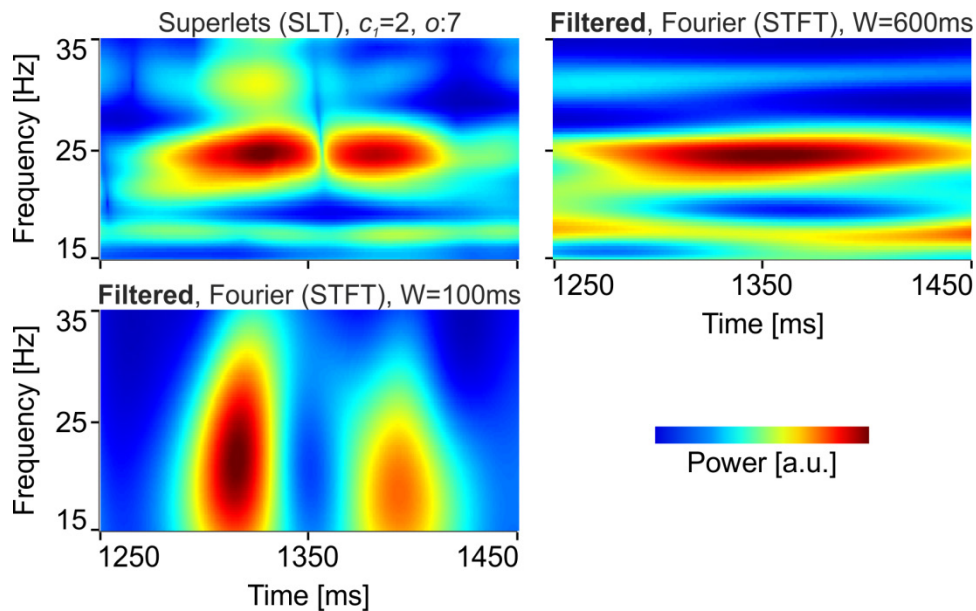 Superlets (SLT), c₁=2, o:7
Filtered, Fourier (STFT), W=600ms
Frequency [Hz]
35
25
15
1250
1350
1450
Time [ms]
Filtered, Fourier (STFT), W=100ms
Frequency [Hz]
35
25
15
1250
1350
1450
Time [ms]
Power [a.u.]